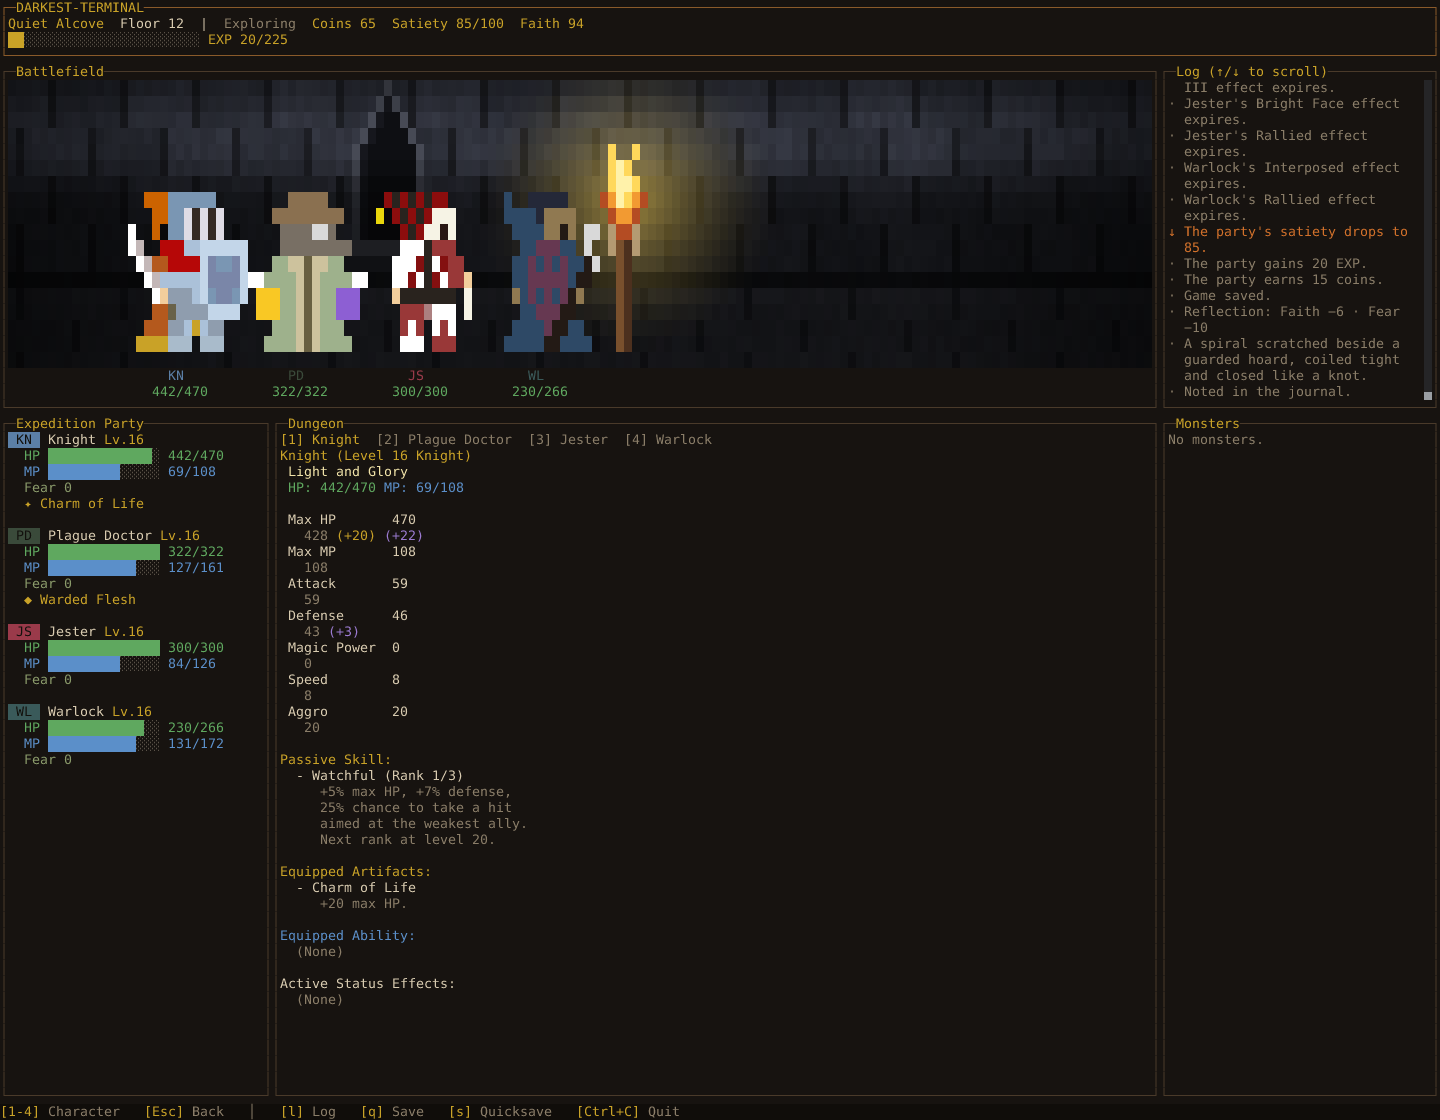 DARKEST-TERMINAL
Quiet Alcove  Floor 12  |  Exploring  Coins 65  Satiety 85/100  Faith 94
EXP 20/225
Battlefield
KN PD JS WL
442/470 322/322 300/300 230/266
Log (↑/↓ to scroll)
III effect expires.
· Jester's Bright Face effect
expires.
· Jester's Rallied effect
expires.
· Warlock's Interposed effect
expires.
· Warlock's Rallied effect
expires.
↓ The party's satiety drops to
85.
· The party gains 20 EXP.
· The party earns 15 coins.
· Game saved.
· Reflection: Faith −6 · Fear
−10
· A spiral scratched beside a
guarded hoard, coiled tight
and closed like a knot.
· Noted in the journal.
Expedition Party
KN Knight Lv.16
HP 442/470
MP 69/108
Fear 0
✦ Charm of Life
PD Plague Doctor Lv.16
HP 322/322
MP 127/161
Fear 0
◆ Warded Flesh
JS Jester Lv.16
HP 300/300
MP 84/126
Fear 0
WL Warlock Lv.16
HP 230/266
MP 131/172
Fear 0
Dungeon
[1] Knight  [2] Plague Doctor  [3] Jester  [4] Warlock
Knight (Level 16 Knight)
Light and Glory
HP: 442/470 MP: 69/108
Max HP 470
428 (+20) (+22)
Max MP 108
108
Attack 59
59
Defense 46
43 (+3)
Magic Power 0
0
Speed 8
8
Aggro 20
20
Passive Skill:
- Watchful (Rank 1/3)
+5% max HP, +7% defense,
25% chance to take a hit
aimed at the weakest ally.
Next rank at level 20.
Equipped Artifacts:
- Charm of Life
+20 max HP.
Equipped Ability:
(None)
Active Status Effects:
(None)
Monsters
No monsters.
[1-4] Character  [Esc] Back  |  [l] Log  [q] Save  [s] Quicksave  [Ctrl+C] Quit